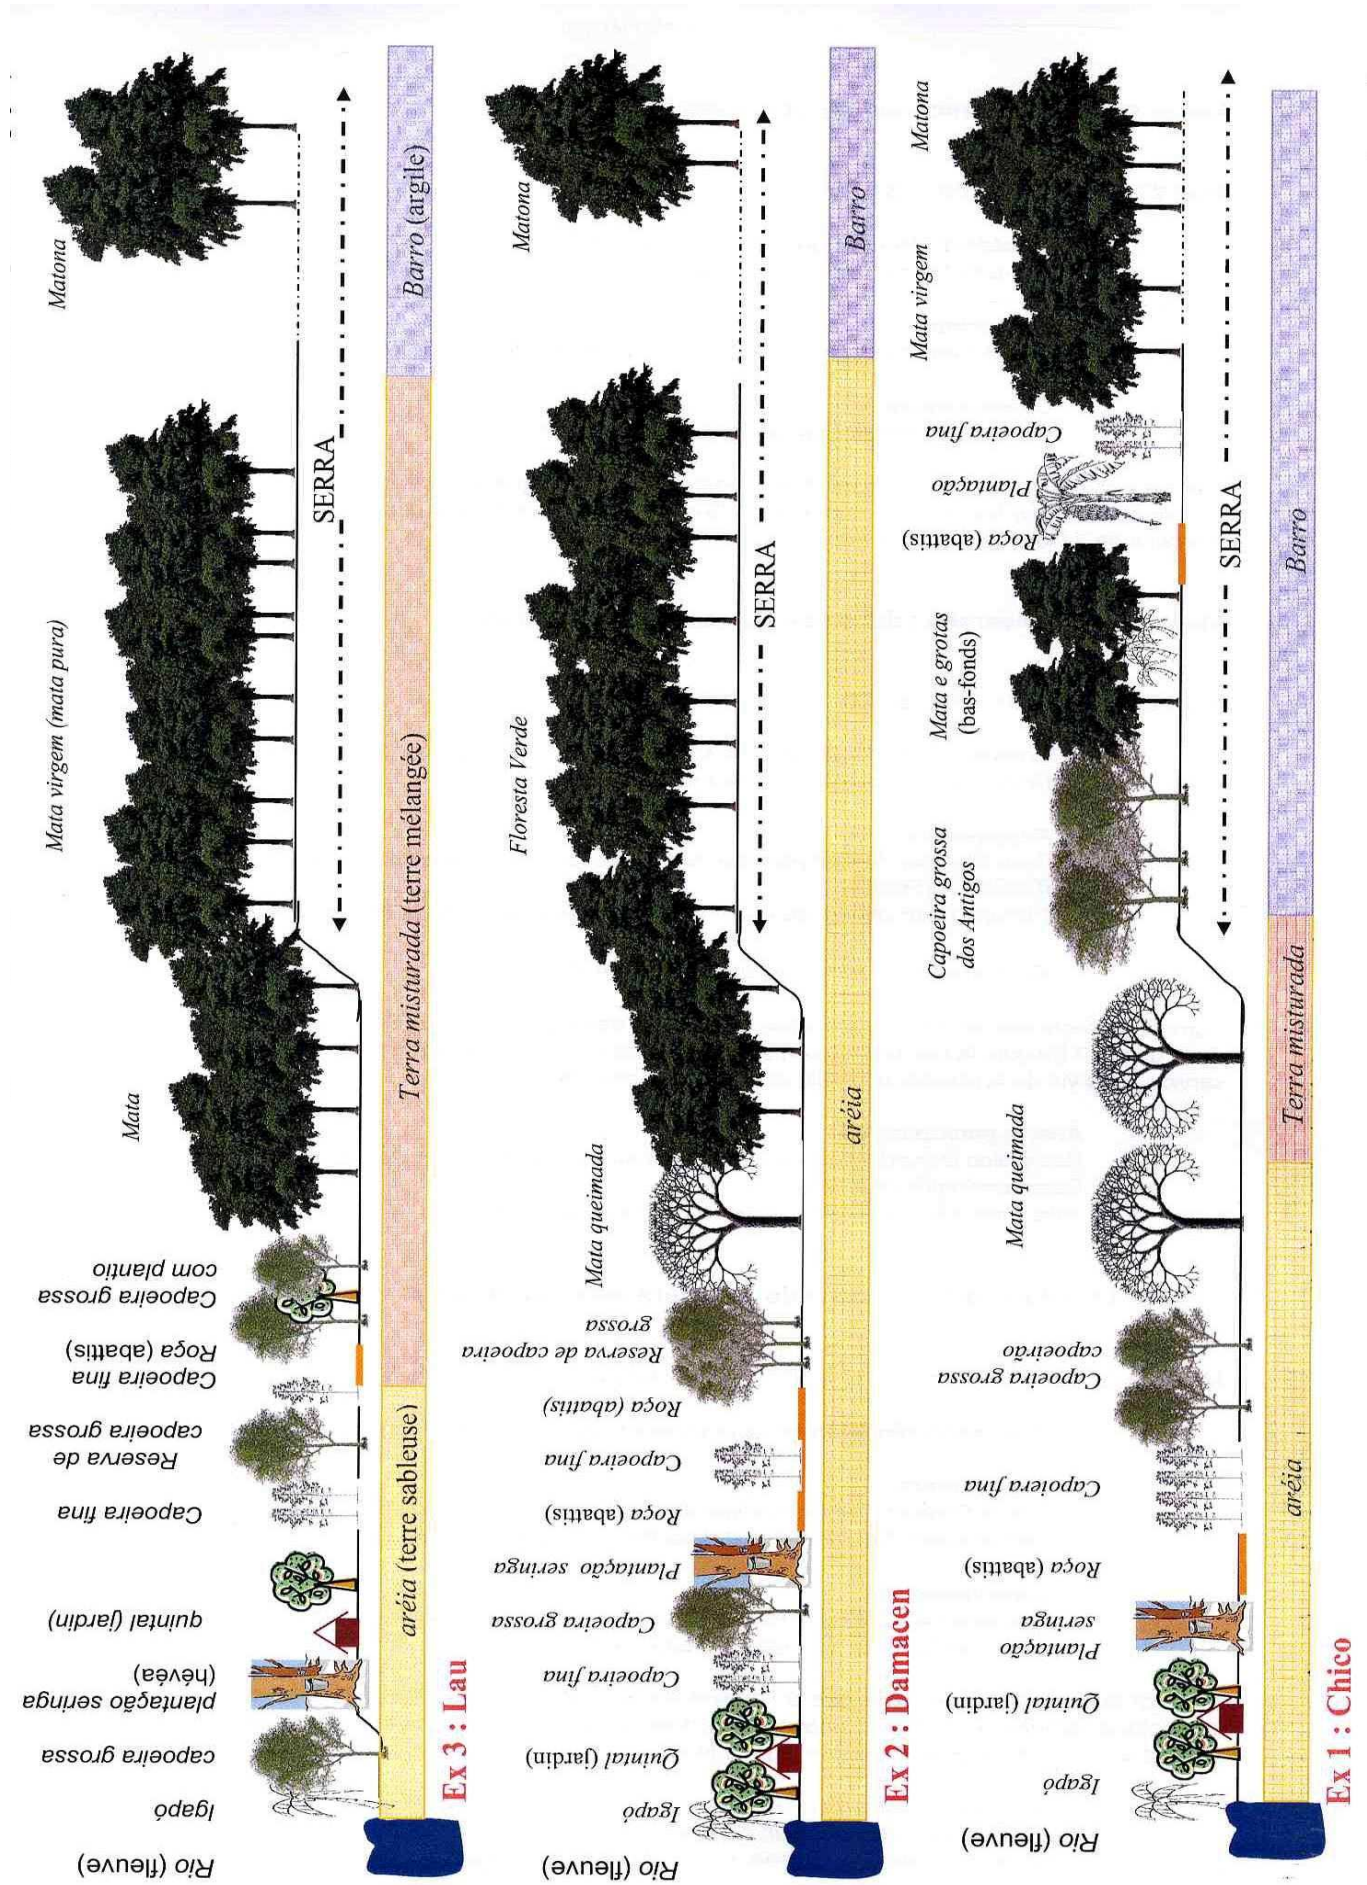 Rio (fleuve)
Igapó
capoeira grossa
plantação seringa
(hévéa)
quintal (jardin)
Capoeira fina
Reserva de
capoeira grossa
Capoeira fina
Roça (abattis)
Capoeira grossa
com plantio
Mata
Mata virgem (mata pura)
Matona
SERRA
aréia (terre sableuse)
Terra misturada (terre mélangée)
Barro (argile)
Ex 3 : Lau
Rio (fleuve)
Igapó
Quintal (jardin)
Capoeira fina
Capoeira grossa
Plantação seringa
Roça (abattis)
Capoeira fina
Roça (abattis)
Reserva de capoeira
grossa
Mata queimada
Floresta Verde
Matona
SERRA
aréia
Barro
Ex 2 : Damacen
Rio (fleuve)
Igapó
Quintal (jardin)
Plantação
seringa
Roça (abattis)
Capoiera fina
Capoeira grossa
capoeirão
Mata queimada
Capoeira grossa
dos Antigos
Mata e grotas
(bas-fonds)
Roça (abattis)
Plantação
Capoeira fina
Mata virgem
Matona
SERRA
aréia
Terra misturada
Barro
Ex 1 : Chico